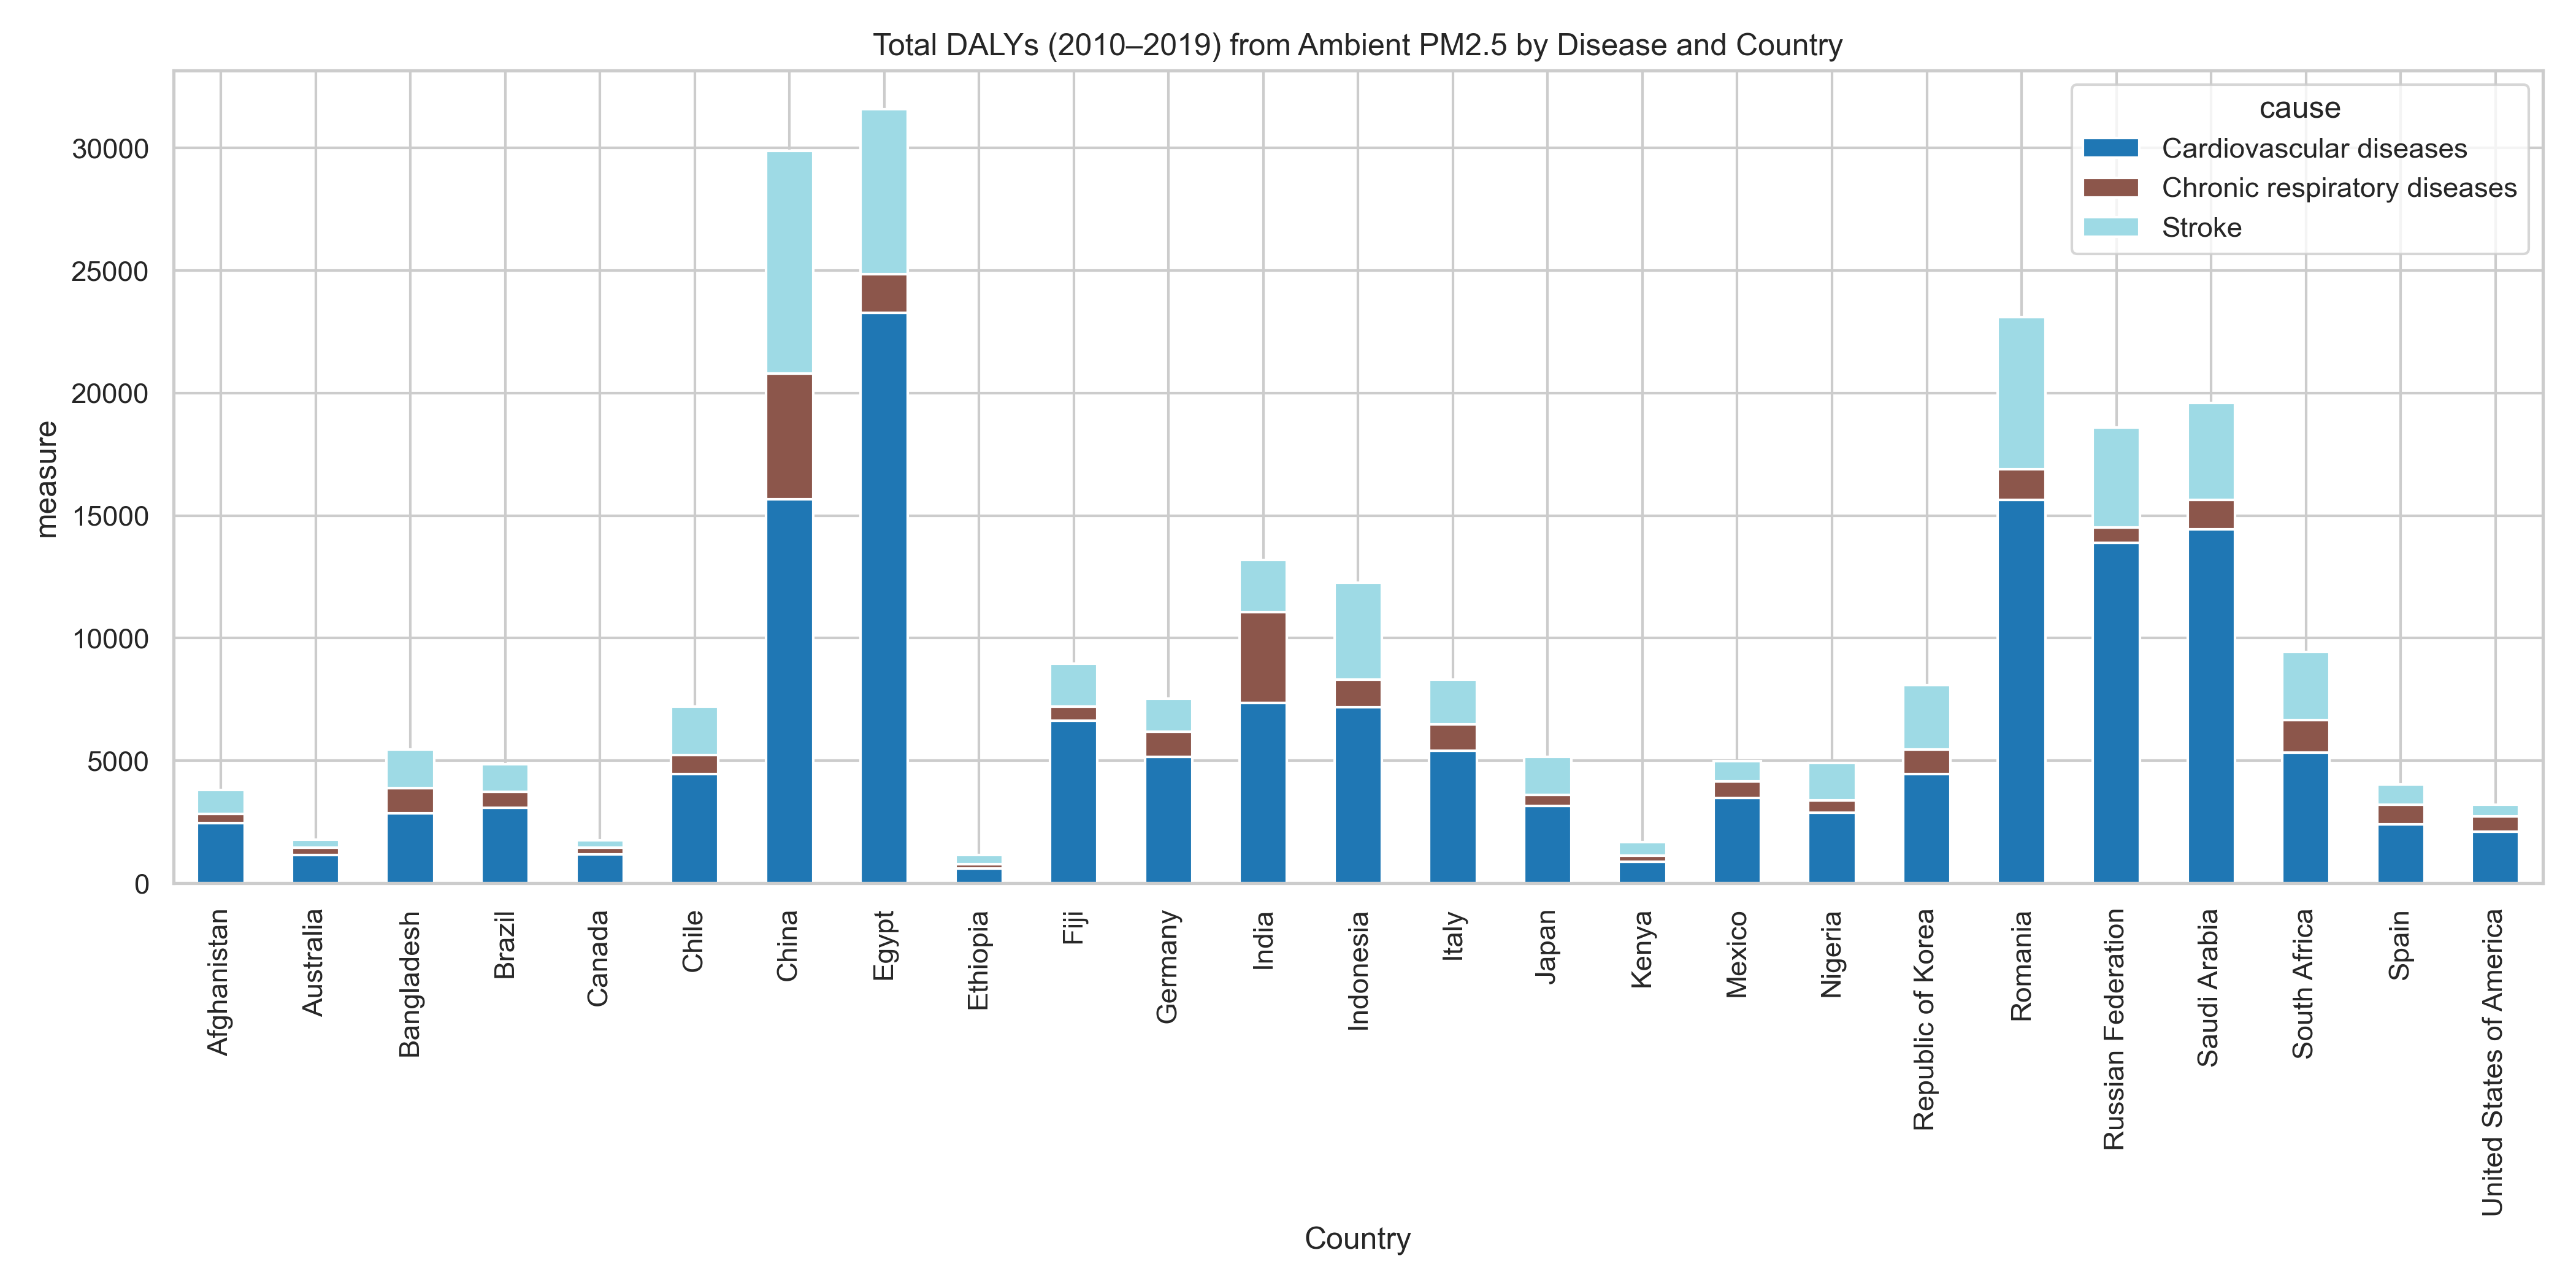 Total DALYs (2010–2019) from Ambient PM2.5 by Disease and Country
cause
Cardiovascular diseases
Chronic respiratory diseases
Stroke
measure
30000
25000
20000
15000
10000
5000
0
Afghanistan
Australia
Bangladesh
Brazil
Canada
Chile
China
Egypt
Ethiopia
Fiji
Germany
India
Indonesia
Italy
Japan
Kenya
Mexico
Nigeria
Republic of Korea
Romania
Russian Federation
Saudi Arabia
South Africa
Spain
United States of America
Country